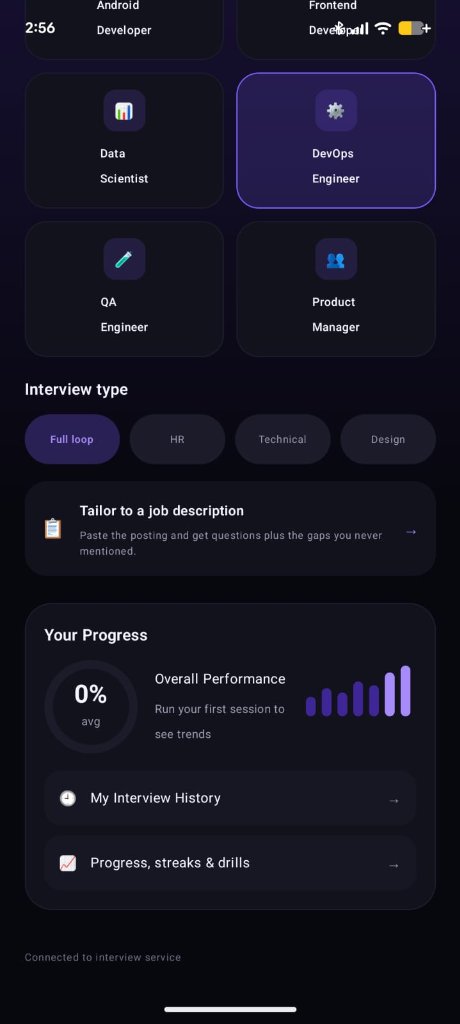 Android
Developer
Frontend
Developer
2:56
Data
Scientist
DevOps
Engineer
QA
Engineer
Product
Manager
Interview type
Full loop
HR
Technical
Design
Tailor to a job description
Paste the posting and get questions plus the gaps you never
mentioned.
→
Your Progress
0%
avg
Overall Performance
Run your first session to
see trends
My Interview History
→
Progress, streaks & drills
→
Connected to interview service